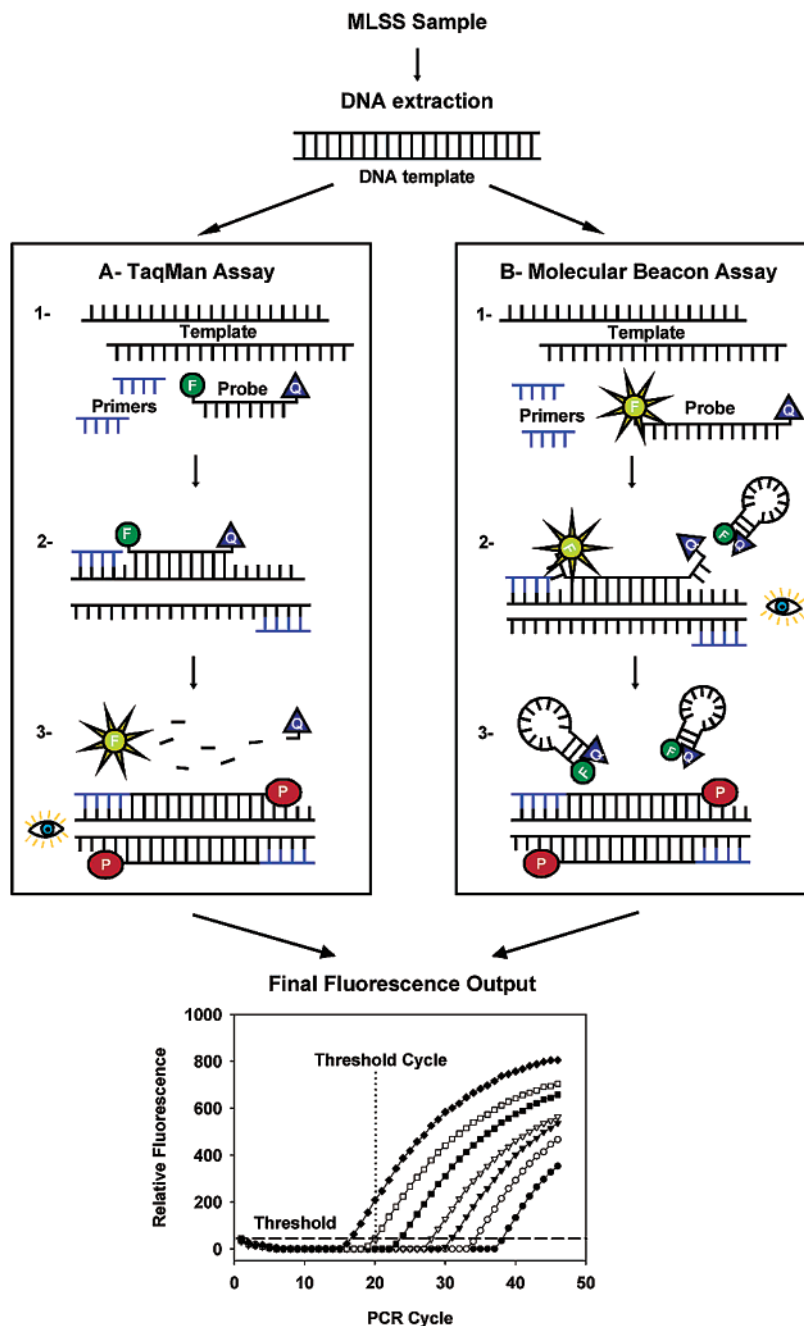 MLSS Sample
DNA extraction
DNA template
A- TaqMan Assay
1-
Template
F
Probe
Q
Primers
2-
F
Q
3-
F
Q
P
P
B- Molecular Beacon Assay
1-
Template
F
Probe
Q
Primers
2-
F
Q
F
Q
3-
F
Q
F
Q
P
P
Final Fluorescence Output
Relative Fluorescence
1000
800
600
400
200
0
Threshold Cycle
Threshold
0
10
20
30
40
50
PCR Cycle